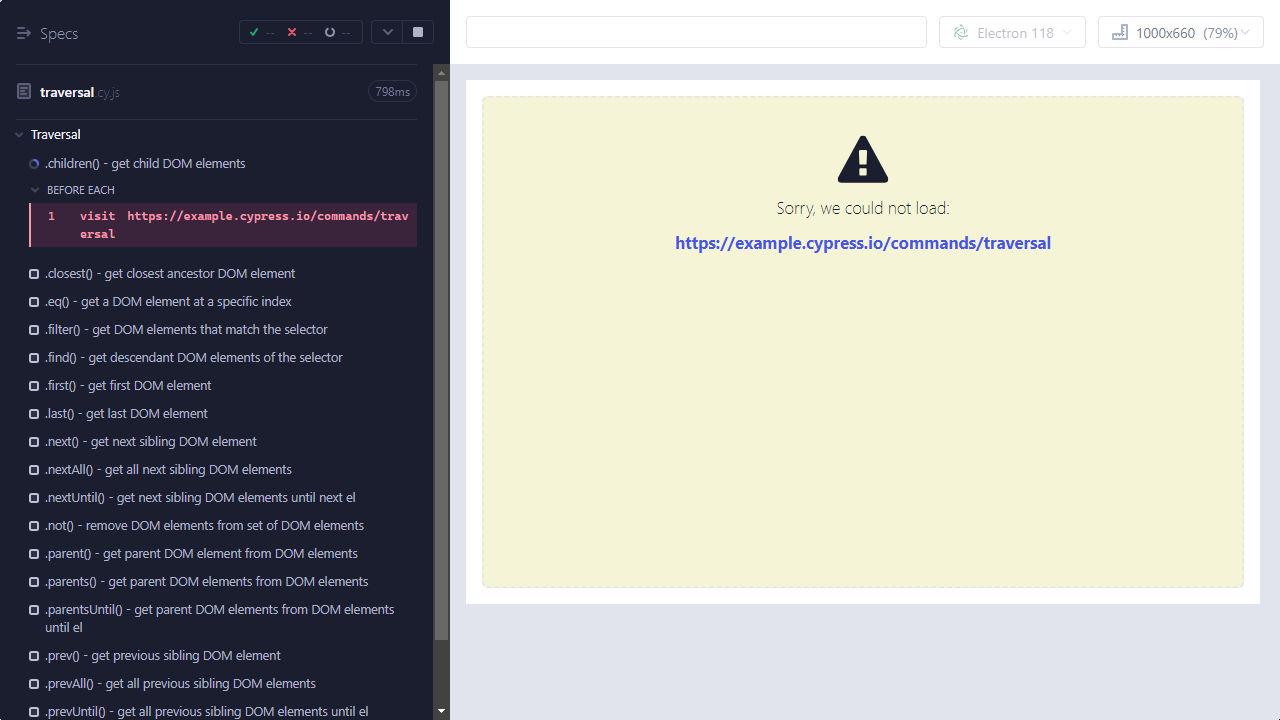 Specs
--
--
--
Electron 118
1000x660 (79%)
traversal.cy.js
798ms
Traversal
.children() - get child DOM elements
BEFORE EACH
1 visit https://example.cypress.io/commands/trav
ersal
.closest() - get closest ancestor DOM element
.eq() - get a DOM element at a specific index
.filter() - get DOM elements that match the selector
.find() - get descendant DOM elements of the selector
.first() - get first DOM element
.last() - get last DOM element
.next() - get next sibling DOM element
.nextAll() - get all next sibling DOM elements
.nextUntil() - get next sibling DOM elements until next el
.not() - remove DOM elements from set of DOM elements
.parent() - get parent DOM element from DOM elements
.parents() - get parent DOM elements from DOM elements
.parentsUntil() - get parent DOM elements from DOM elements
until el
.prev() - get previous sibling DOM element
.prevAll() - get all previous sibling DOM elements
.prevUntil() - get all previous sibling DOM elements until el
Sorry, we could not load:
https://example.cypress.io/commands/traversal